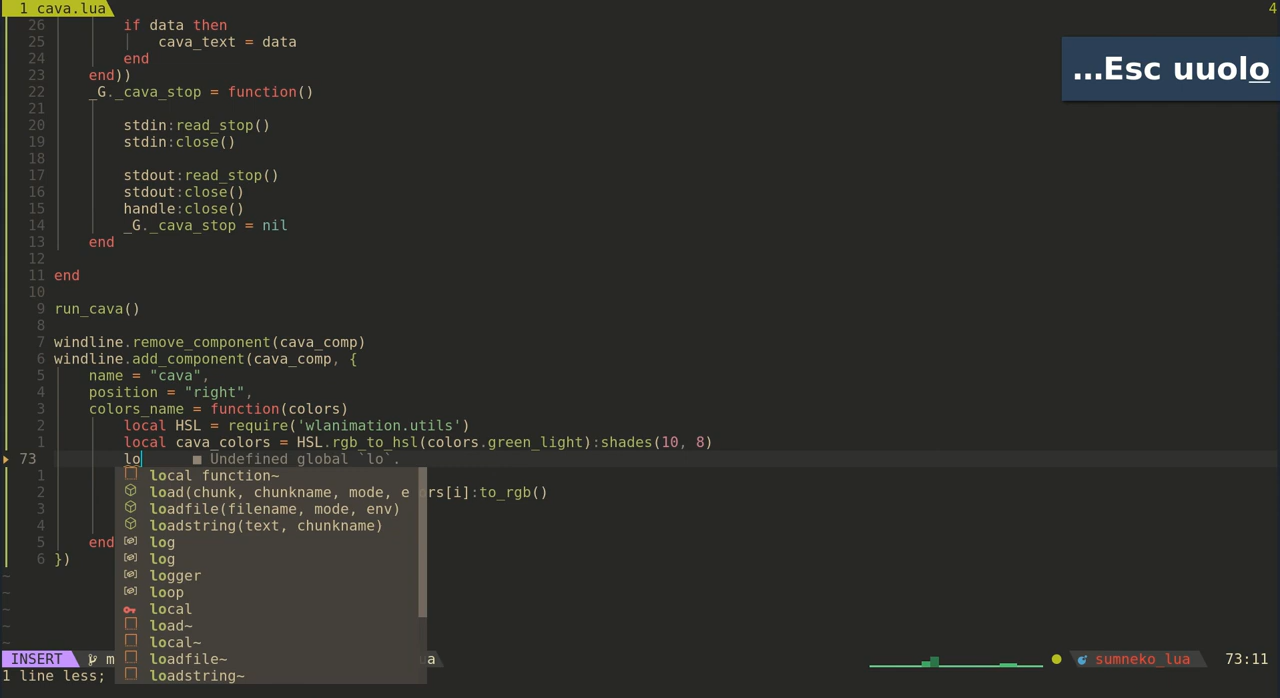 1 cava.lua 4
26 if data then
25 cava_text = data
24 end
23 end))
22 _G._cava_stop = function()
21
20 stdin:read_stop()
19 stdin:close()
18
17 stdout:read_stop()
16 stdout:close()
15 handle:close()
14 _G._cava_stop = nil
13 end
12
11 end
10
9 run_cava()
8
7 windline.remove_component(cava_comp)
6 windline.add_component(cava_comp, {
5 name = "cava",
4 position = "right",
3 colors_name = function(colors)
2 local HSL = require('wlanimation.utils')
1 local cava_colors = HSL.rgb_to_hsl(colors.green_light):shades(10, 8)
73 lo ■ Undefined global `lo`.
1 local function~
2 load(chunk, chunkname, mode, e ors[i]:to_rgb()
3 loadfile(filename, mode, env)
4 loadstring(text, chunkname)
5 end log
6 }) log
~ logger
~ loop
~ local
~ load~
~ local~
INSERT m loadfile~ ua sumneko_lua 73:11
1 line less; loadstring~
…Esc uuolo